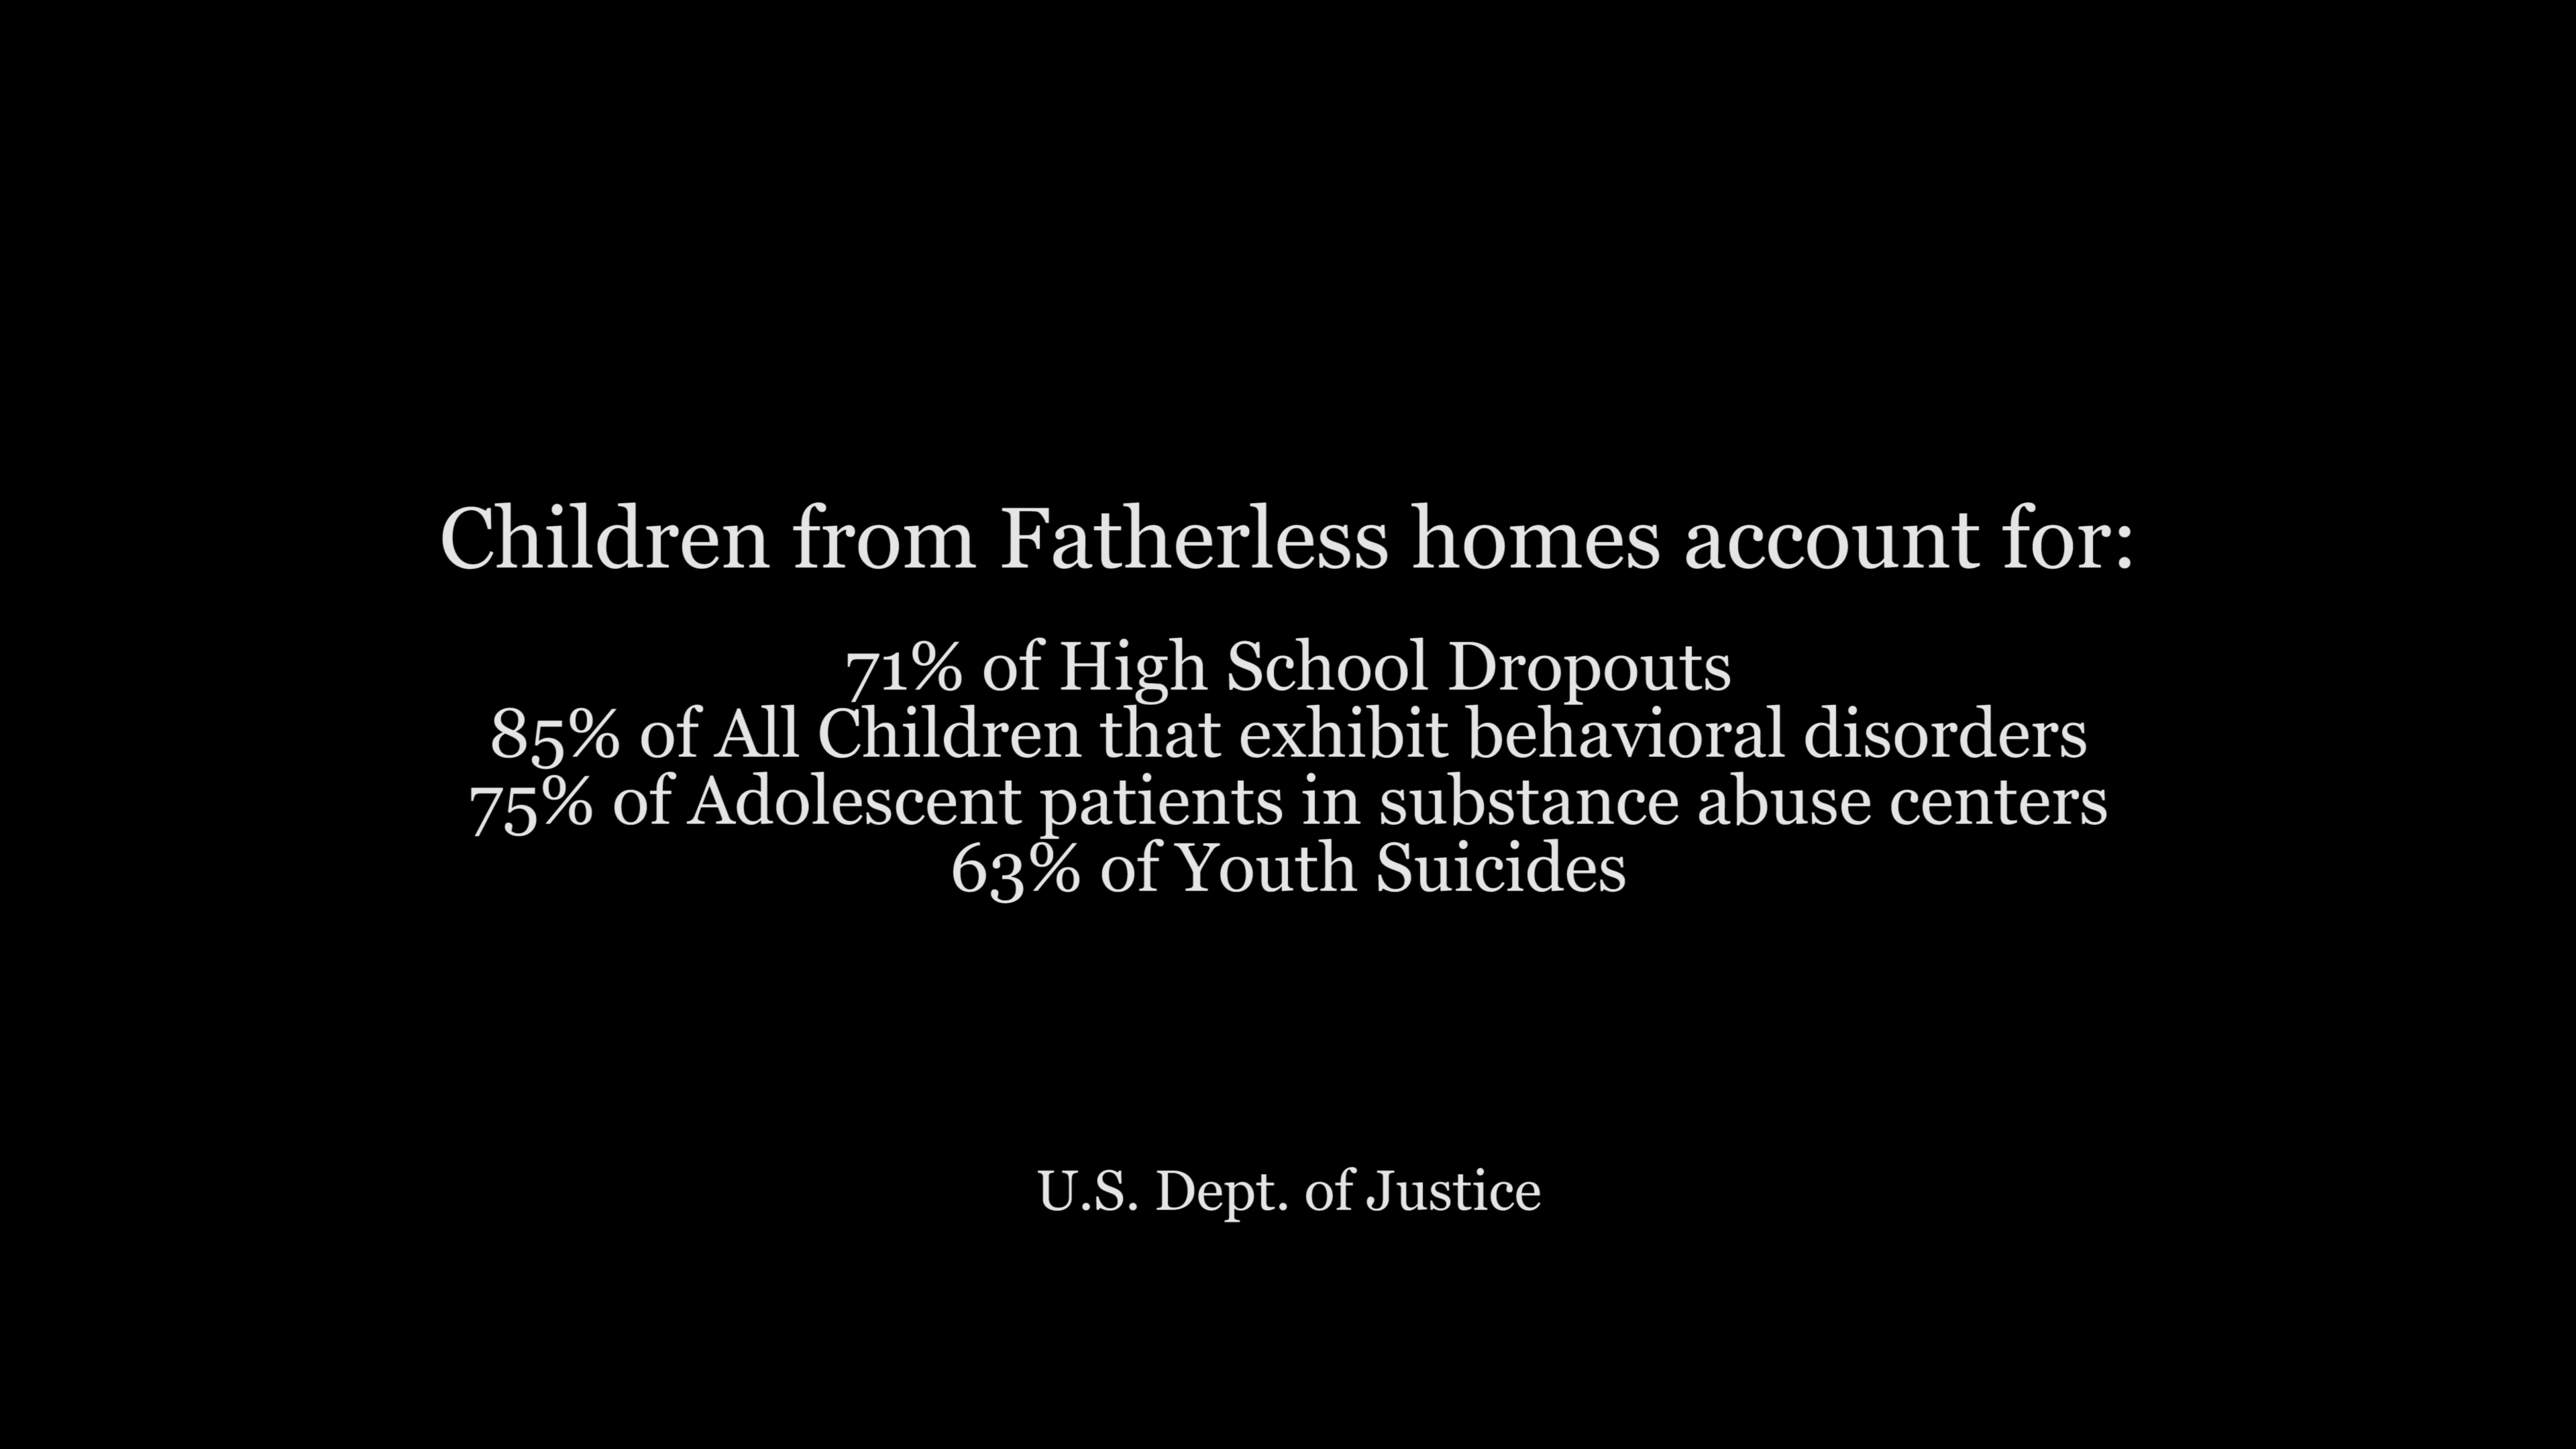 Children from Fatherless homes account for:
71% of High School Dropouts
85% of All Children that exhibit behavioral disorders
75% of Adolescent patients in substance abuse centers
63% of Youth Suicides
U.S. Dept. of Justice